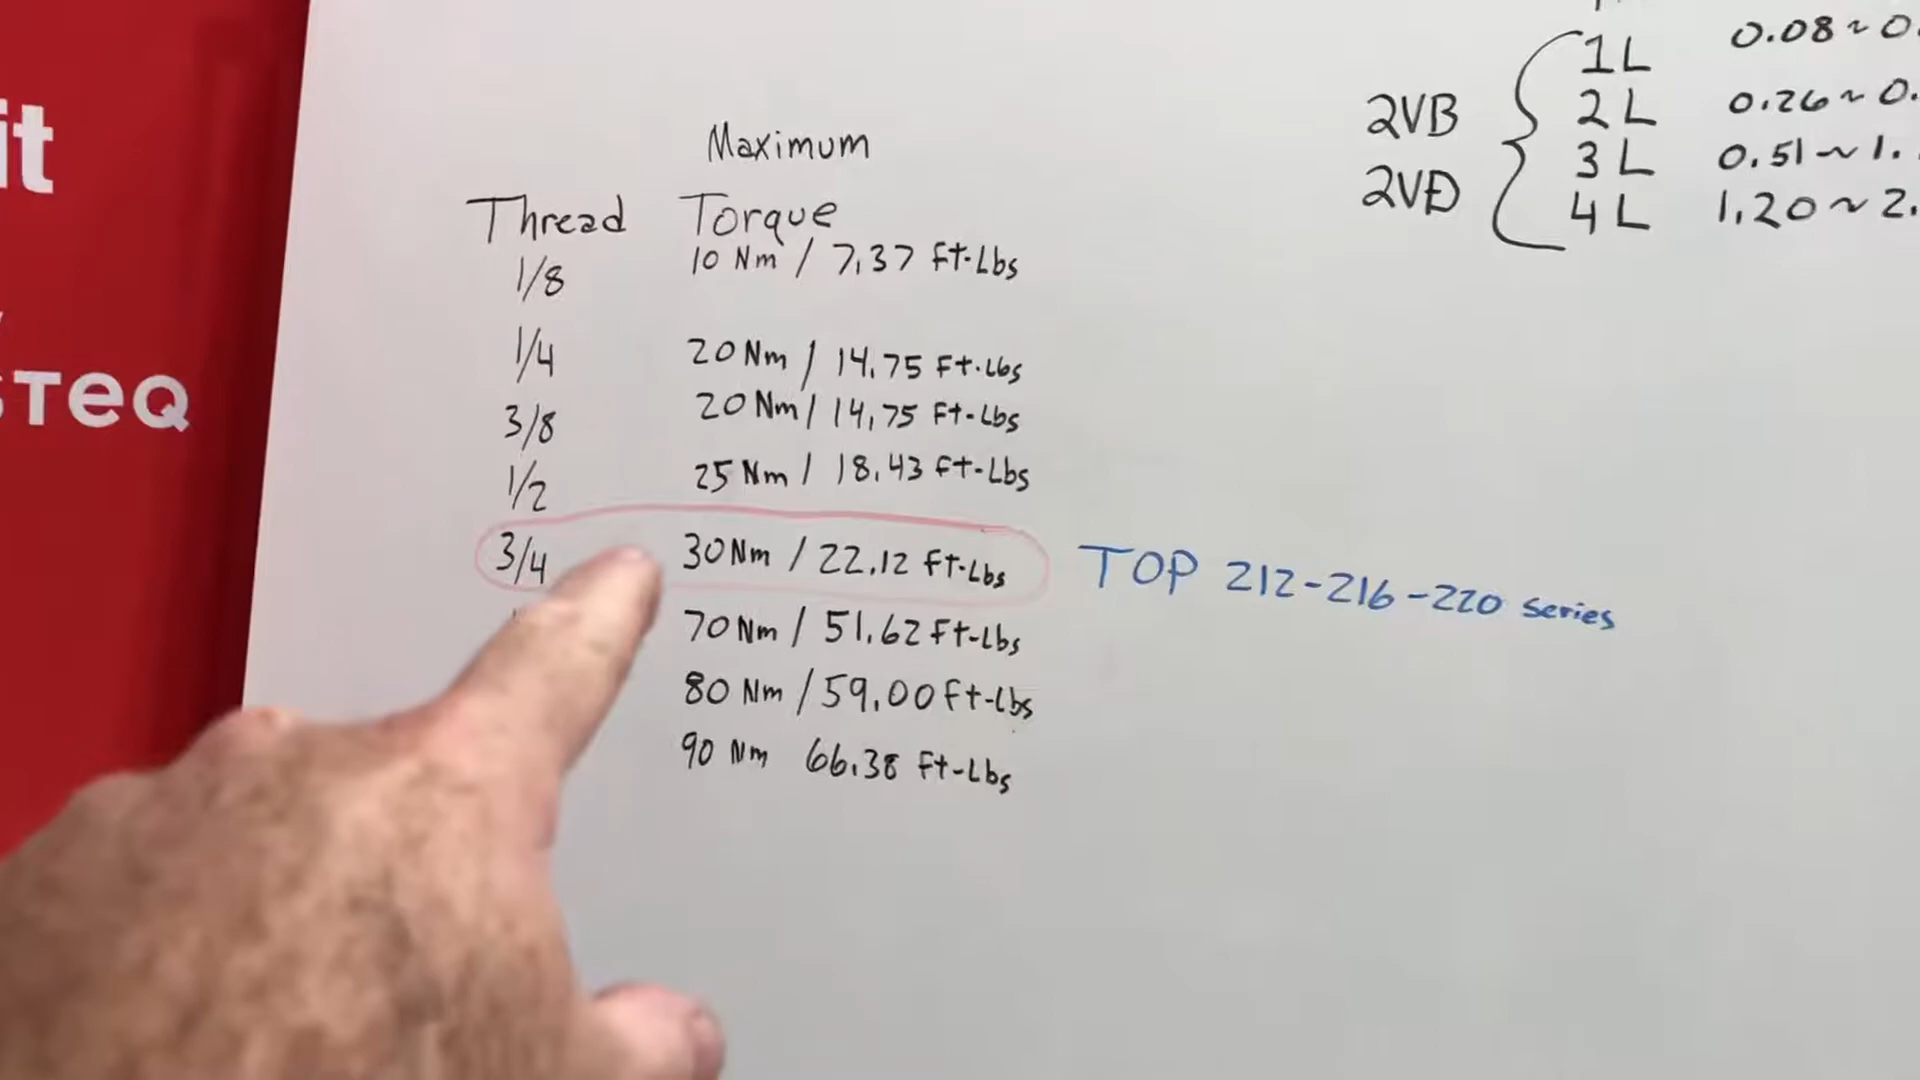 it
STeQ
Maximum
Thread Torque
1/8 10 Nm / 7.37 Ft-Lbs
1/4 20 Nm / 14.75 Ft-Lbs
3/8 20 Nm / 14.75 Ft-Lbs
1/2 25 Nm / 18.43 Ft-Lbs
3/4 30 Nm / 22.12 Ft-Lbs TOP 212-216-220 series
70 Nm / 51.62 Ft-Lbs
80 Nm / 59.00 Ft-Lbs
90 Nm 66.38 Ft-Lbs
2VB
2VD
1 L 0.08 ~ 0.
2 L 0.26 ~ 0.
3 L 0.51 ~ 1.
4 L 1.20 ~ 2.